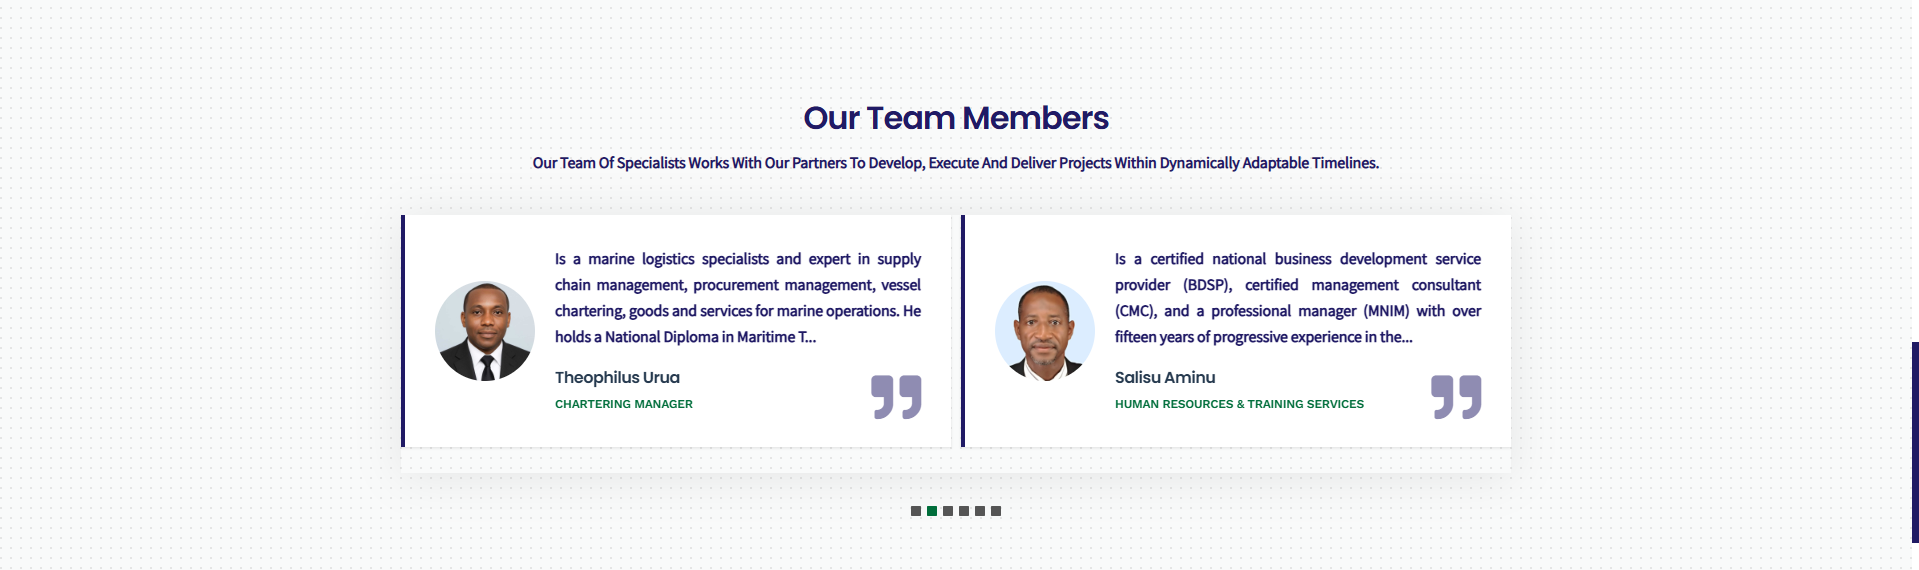 Our Team Members
Our Team Of Specialists Works With Our Partners To Develop, Execute And Deliver Projects Within Dynamically Adaptable Timelines.
Is a marine logistics specialists and expert in supply
chain management, procurement management, vessel
chartering, goods and services for marine operations. He
holds a National Diploma in Maritime T...
Theophilus Urua
CHARTERING MANAGER
Is a certified national business development service
provider (BDSP), certified management consultant
(CMC), and a professional manager (MNIM) with over
fifteen years of progressive experience in the...
Salisu Aminu
HUMAN RESOURCES & TRAINING SERVICES